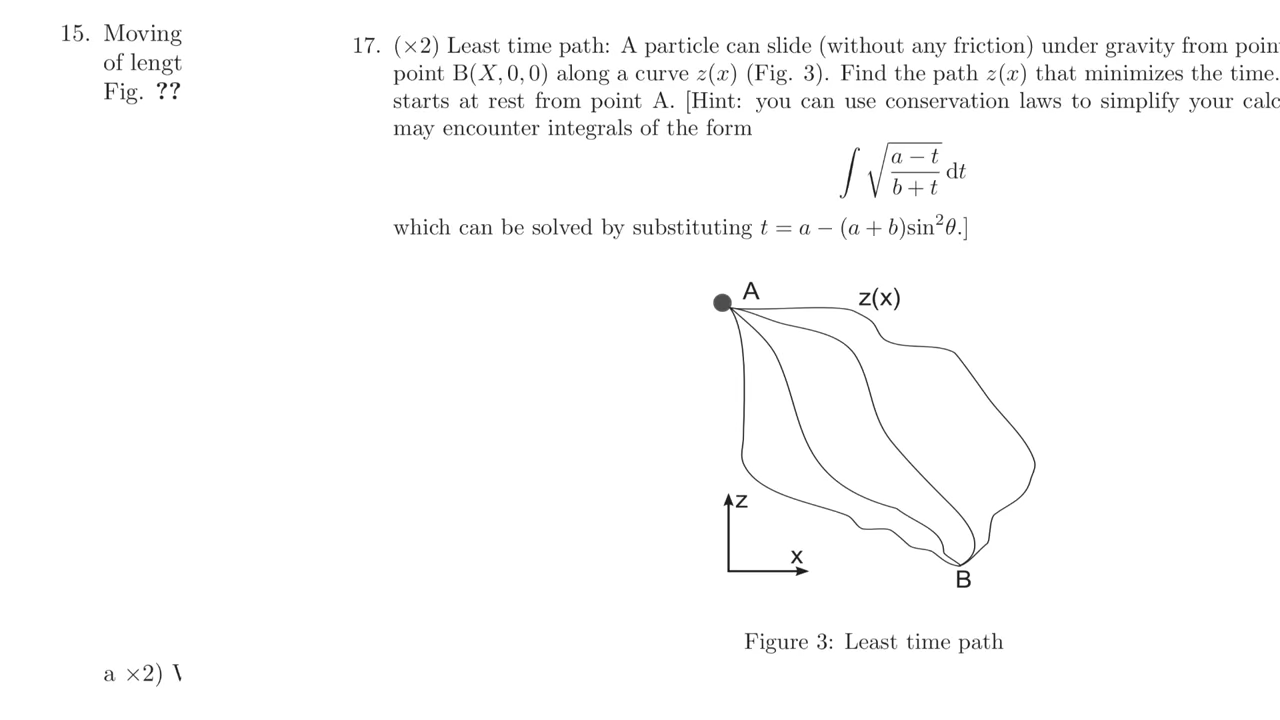 15. Moving
of lengt
Fig. ??
17. (×2) Least time path: A particle can slide (without any friction) under gravity from poin
point B(X, 0, 0) along a curve z(x) (Fig. 3). Find the path z(x) that minimizes the time.
starts at rest from point A. [Hint: you can use conservation laws to simplify your calc
may encounter integrals of the form
∫ √((a − t)/(b + t)) dt
which can be solved by substituting t = a − (a + b)sin²θ.]
A
z(x)
z
x
B
Figure 3: Least time path
a ×2)